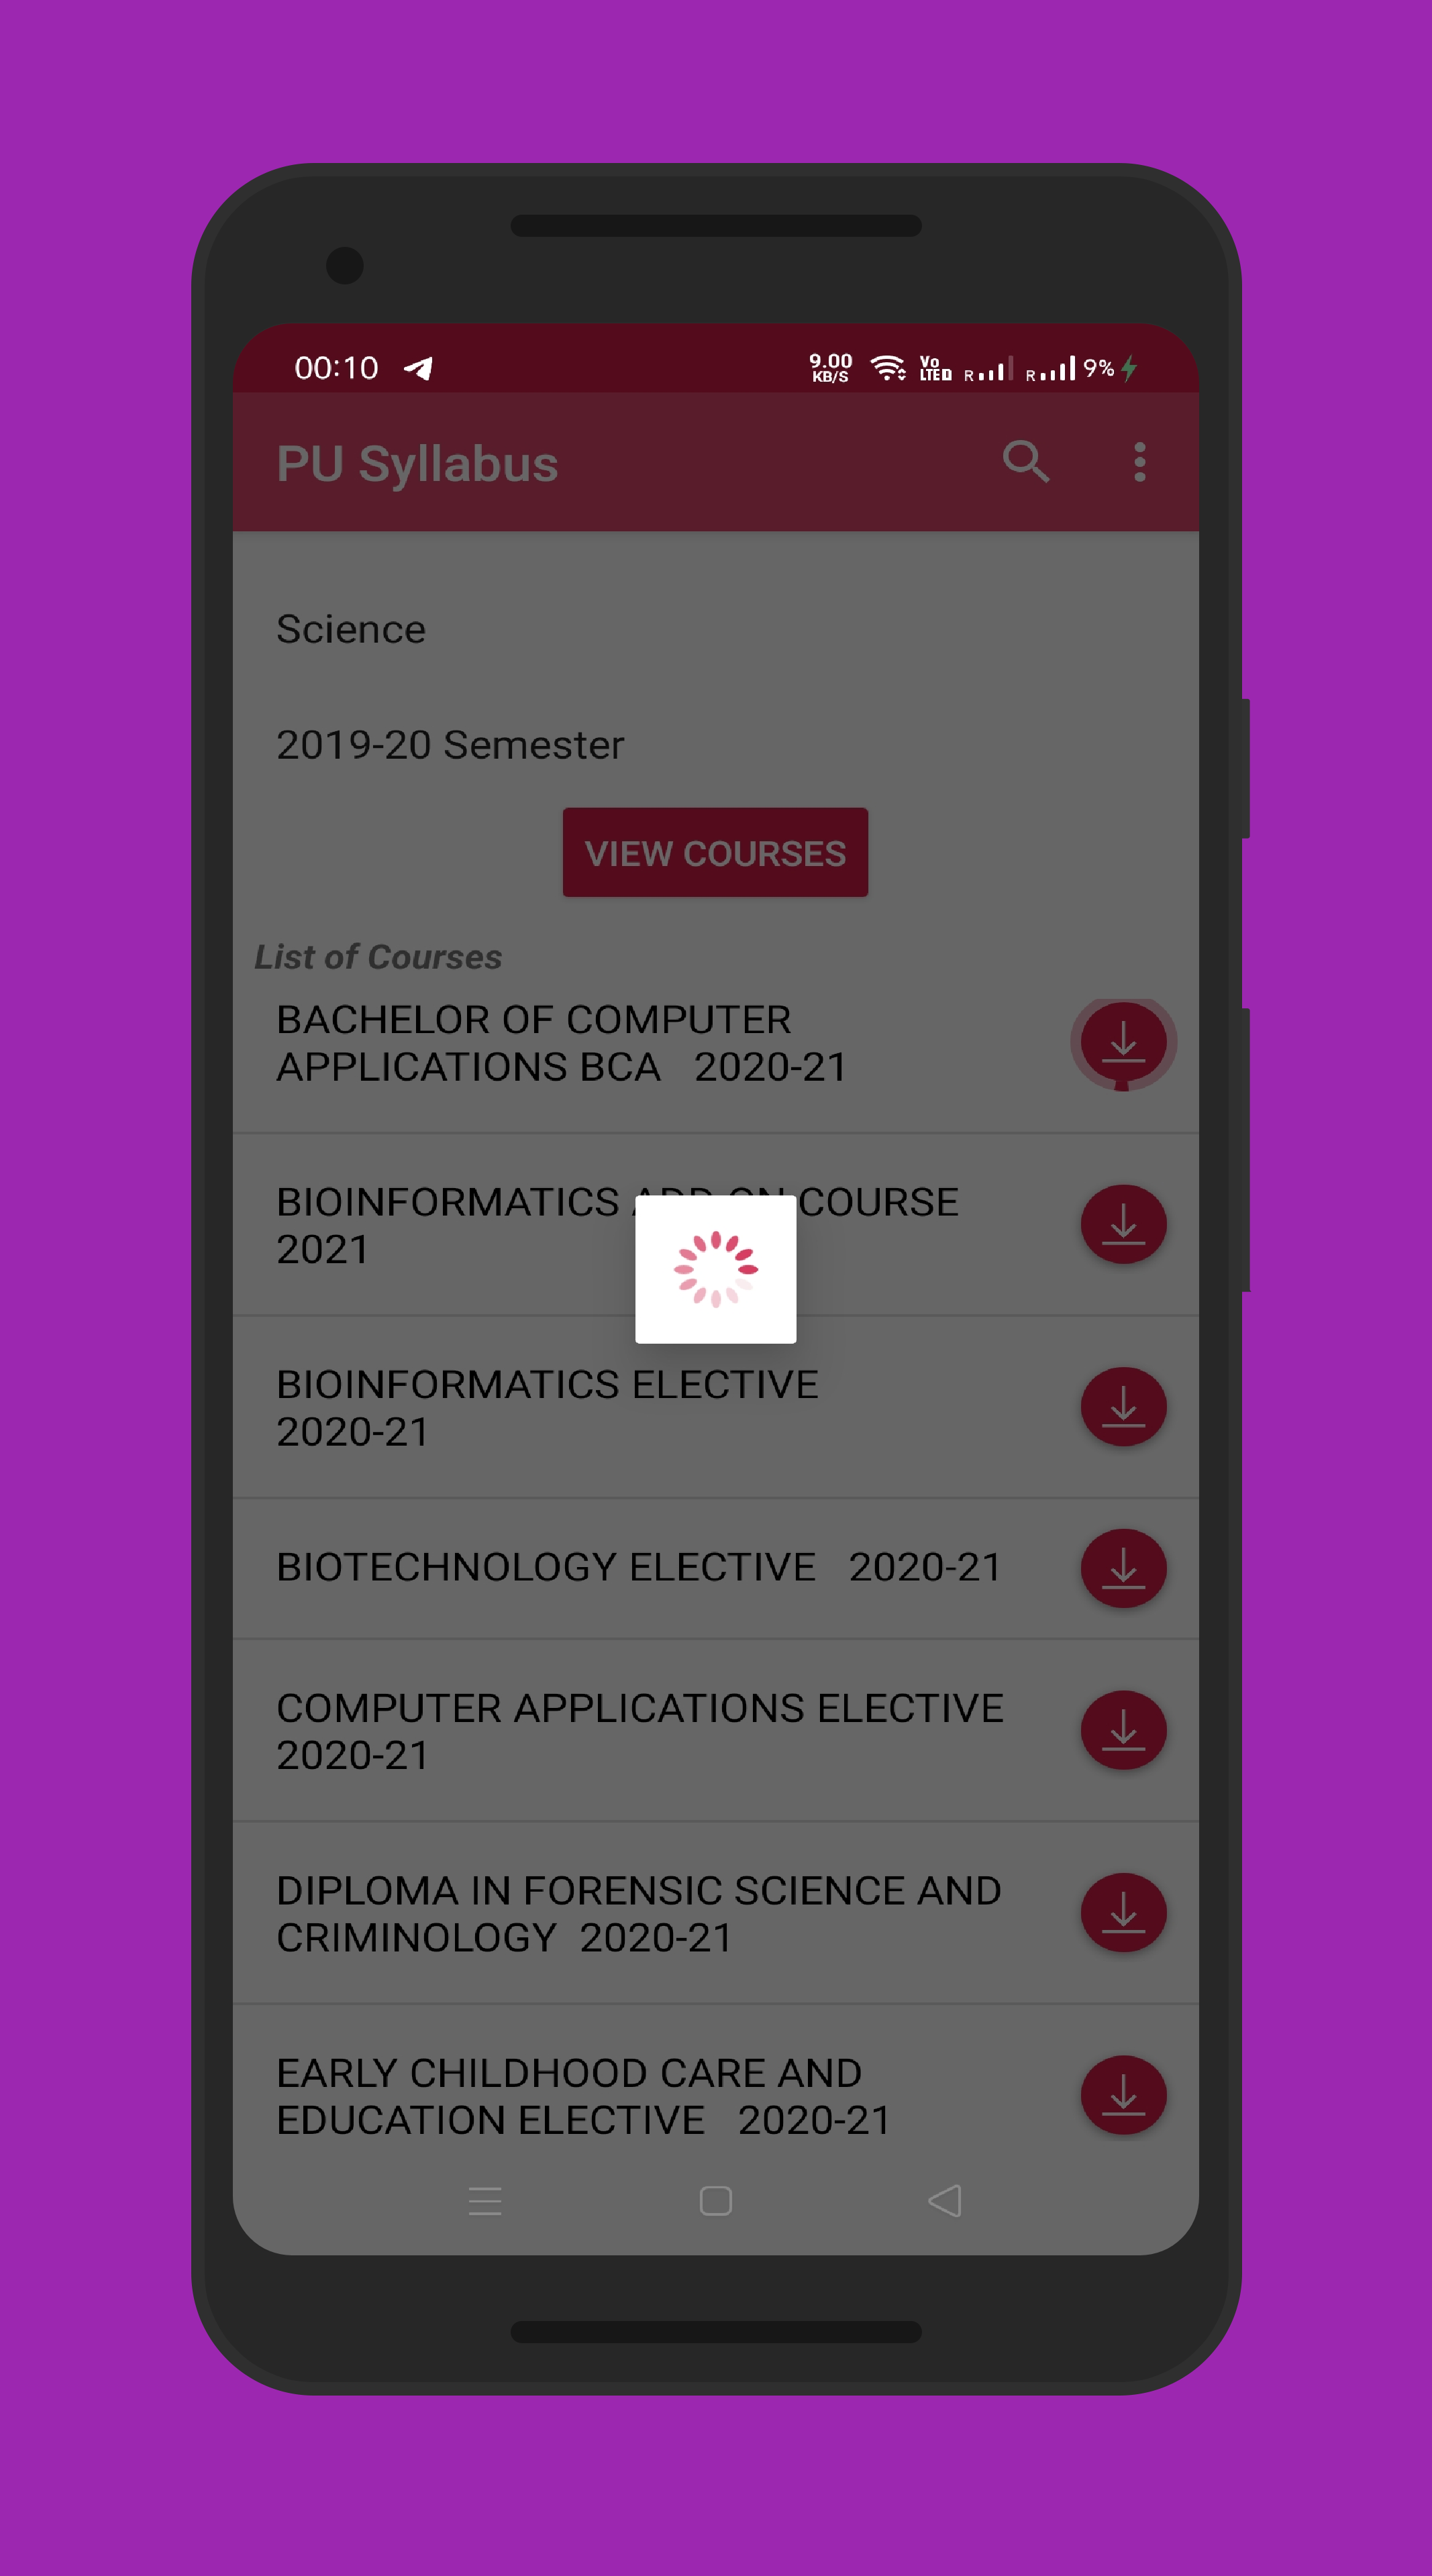 00:10
9.00
KB/S
Vo
LTE
R
R
9%
PU Syllabus
Science
2019-20 Semester
VIEW COURSES
List of Courses
BACHELOR OF COMPUTER
APPLICATIONS BCA 2020-21
BIOINFORMATICS ADD ON COURSE
2021
BIOINFORMATICS ELECTIVE
2020-21
BIOTECHNOLOGY ELECTIVE 2020-21
COMPUTER APPLICATIONS ELECTIVE
2020-21
DIPLOMA IN FORENSIC SCIENCE AND
CRIMINOLOGY 2020-21
EARLY CHILDHOOD CARE AND
EDUCATION ELECTIVE 2020-21